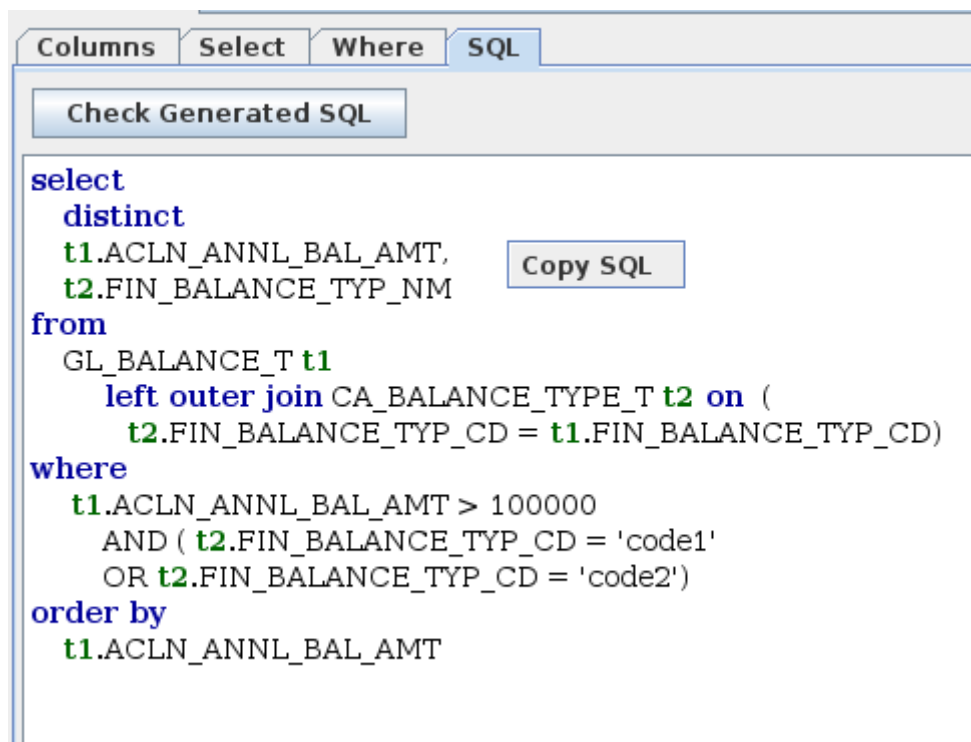 Columns Select Where SQL
Check Generated SQL
select
distinct
t1.ACLN_ANNL_BAL_AMT,
Copy SQL
t2.FIN_BALANCE_TYP_NM
from
GL_BALANCE_T t1
left outer join CA_BALANCE_TYPE_T t2 on (
t2.FIN_BALANCE_TYP_CD = t1.FIN_BALANCE_TYP_CD)
where
t1.ACLN_ANNL_BAL_AMT > 100000
AND ( t2.FIN_BALANCE_TYP_CD = 'code1'
OR t2.FIN_BALANCE_TYP_CD = 'code2')
order by
t1.ACLN_ANNL_BAL_AMT